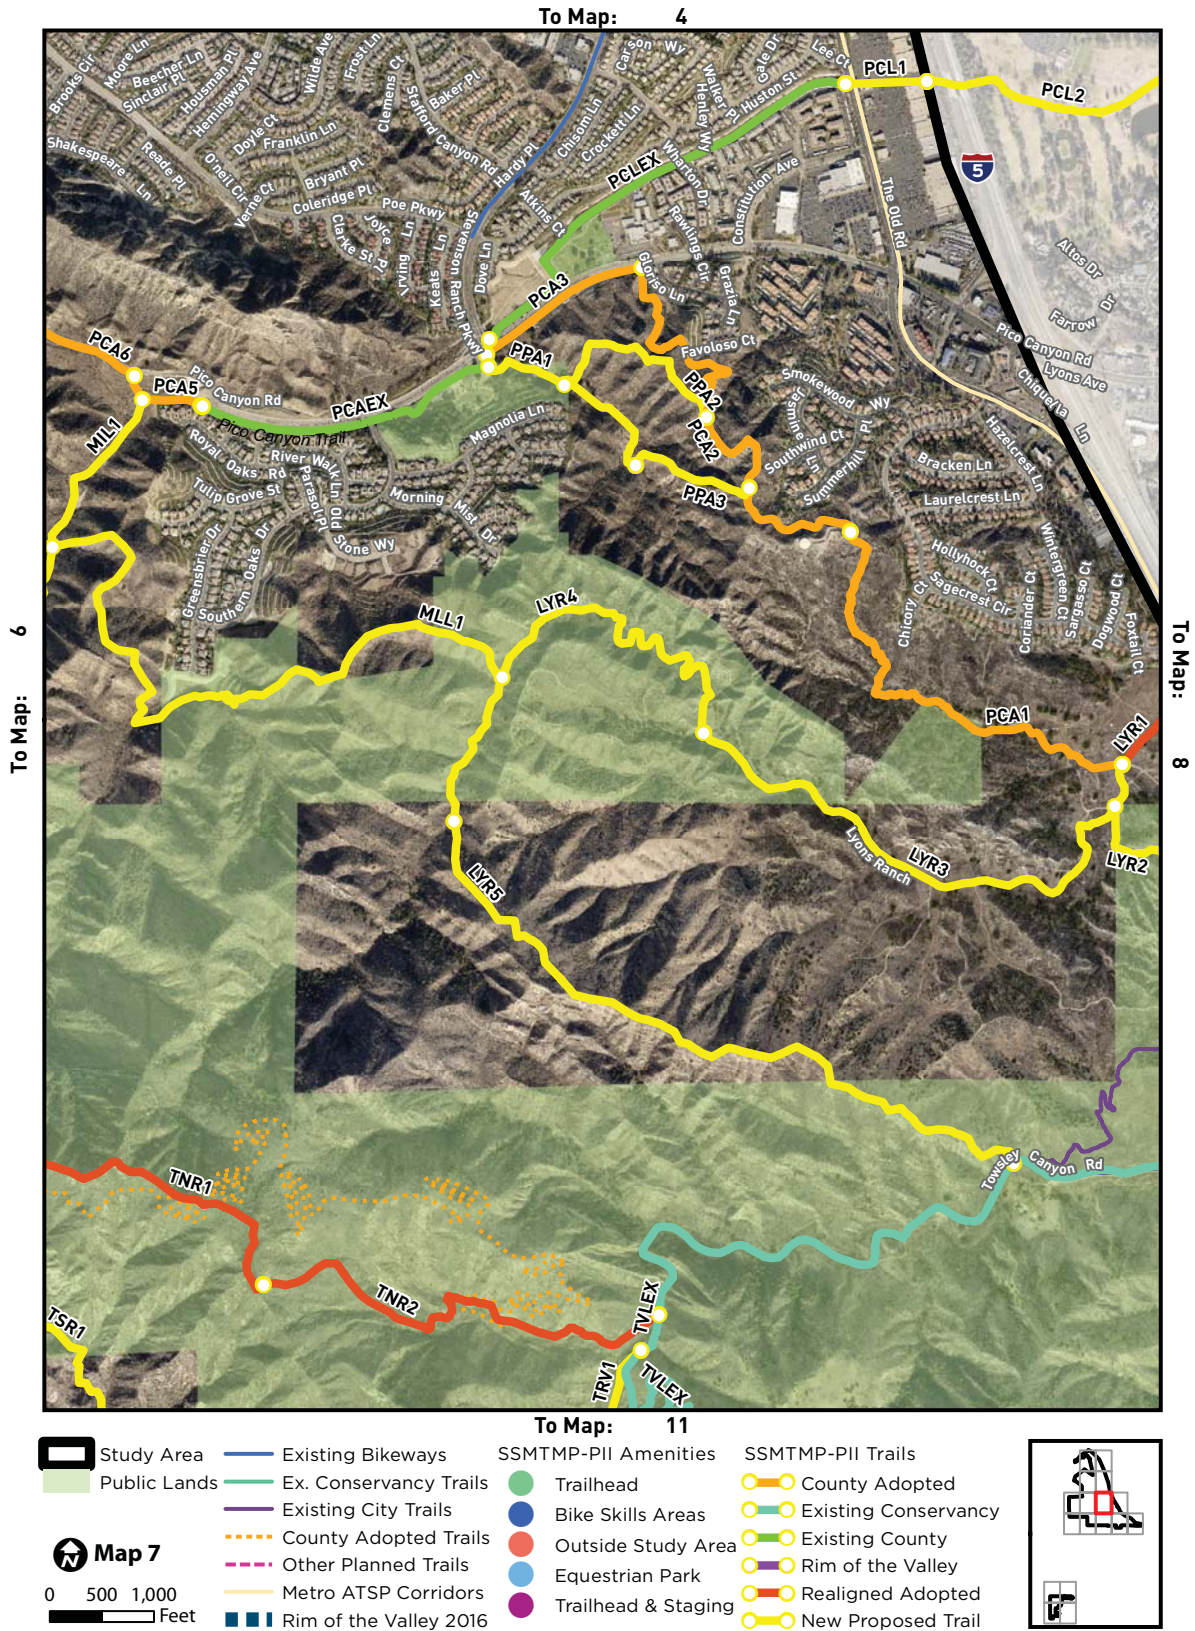 To Map: 4
Brooks Cir
Moore Ln
Beecher Ln
Sinclair Pl
Housman Pl
Hemingway Ave
Wilde Ave
Frost Ln
Clemens Ct
Stafford Canyon Rd
Baker Pl
Carson Wy
Walker Pl
Henley Wy
Gale Dr
Huston St
Lee Ct
PCL1
PCL2
5
Shakespeare Ln
Reade Pl
O'neil Cir
Verne Ct
Doyle Ct
Franklin Ln
Bryant Pl
Coleridge Pl
Poe Pkwy
Clarke St
Joyce Pl
Irving Ln
Keats Ln
Stevenson Ranch Pkwy
Dove Ln
Hardy Pl
Atkins Ct
Chisom Ln
Crockett Ln
PCLEX
Wharton Dr
Rawlings Cir
Constitution Ave
The Old Rd
Altos Dr
Farrow Dr
Pico Canyon Rd
Lyons Ave
Chiquella Ln
Glorioso Ln
Grazia Ln
Favoloso Ct
PCA3
PPA1
PPA2
PCA2
PPA3
PCA6
PCA5
Pico Canyon Rd
PCAEX
Pico Canyon Trail
MIL1
Magnolia Ln
Royal Oaks Rd
River Walk Ln
Tulip Grove St
Parasol Pl
Old Stone Wy
Morning Mist Dr
Greensbrier Dr
Southern Oaks Dr
Smokewood Wy
Jasmine Ln
Southwind Ct
Summerhill Pl
Hazelcrest Ln
Bracken Ln
Laurelcrest Ln
Hollyhock Ct
Sagecrest Cir
Chicory Ct
Coriander Ct
Wintergreen Ct
Sargasso Ct
Dogwood Ct
Foxtail Ct
To Map: 6
To Map: 8
MLL1
LYR4
PCA1
LYR1
LYR2
LYR3
Lyons Ranch
LYR5
Towsley Canyon Rd
TNR1
TNR2
TSR1
TVLEX
TRV1
TVLEX
To Map: 11
Study Area
Public Lands
Map 7
N
0 500 1,000
Feet
Existing Bikeways
Ex. Conservancy Trails
Existing City Trails
County Adopted Trails
Other Planned Trails
Metro ATSP Corridors
Rim of the Valley 2016
SSMTMP-PII Amenities
Trailhead
Bike Skills Areas
Outside Study Area
Equestrian Park
Trailhead & Staging
SSMTMP-PII Trails
County Adopted
Existing Conservancy
Existing County
Rim of the Valley
Realigned Adopted
New Proposed Trail